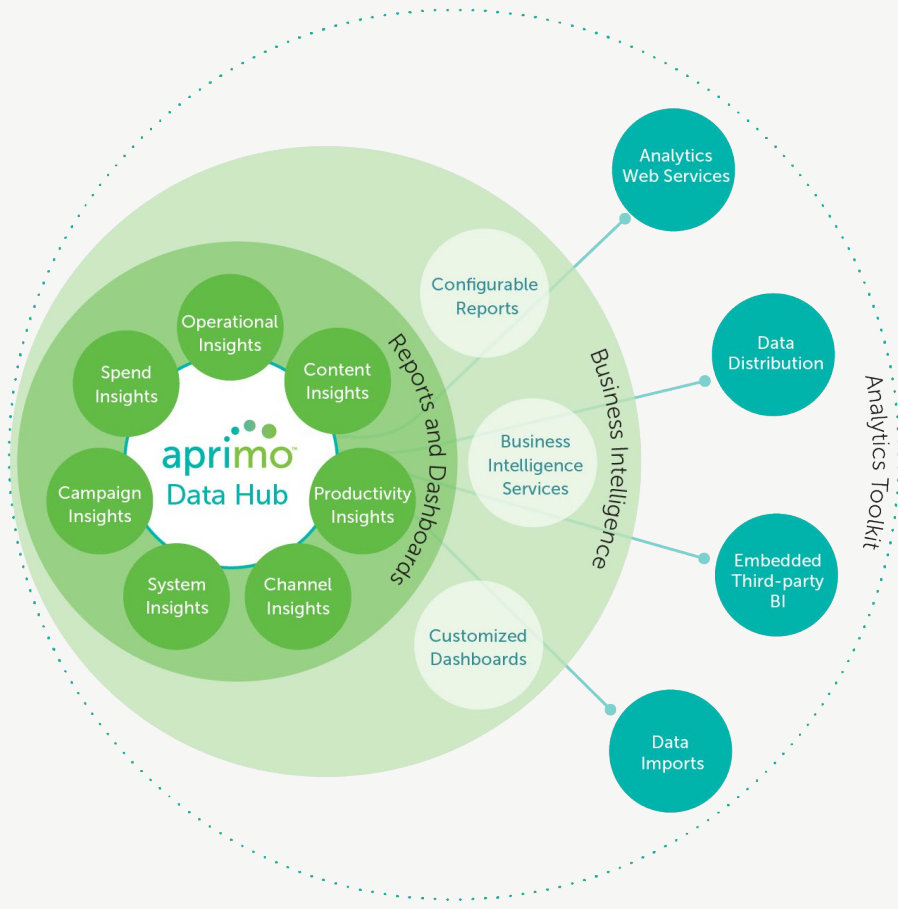 Analytics
Web Services
Configurable
Reports
Operational
Insights
Content
Insights
Spend
Insights
Reports and Dashboards
Business Intelligence
Data
Distribution
Analytics Toolkit
aprimo™
Data Hub
Business
Intelligence
Services
Campaign
Insights
Productivity
Insights
System
Insights
Channel
Insights
Embedded
Third-party
BI
Customized
Dashboards
Data
Imports